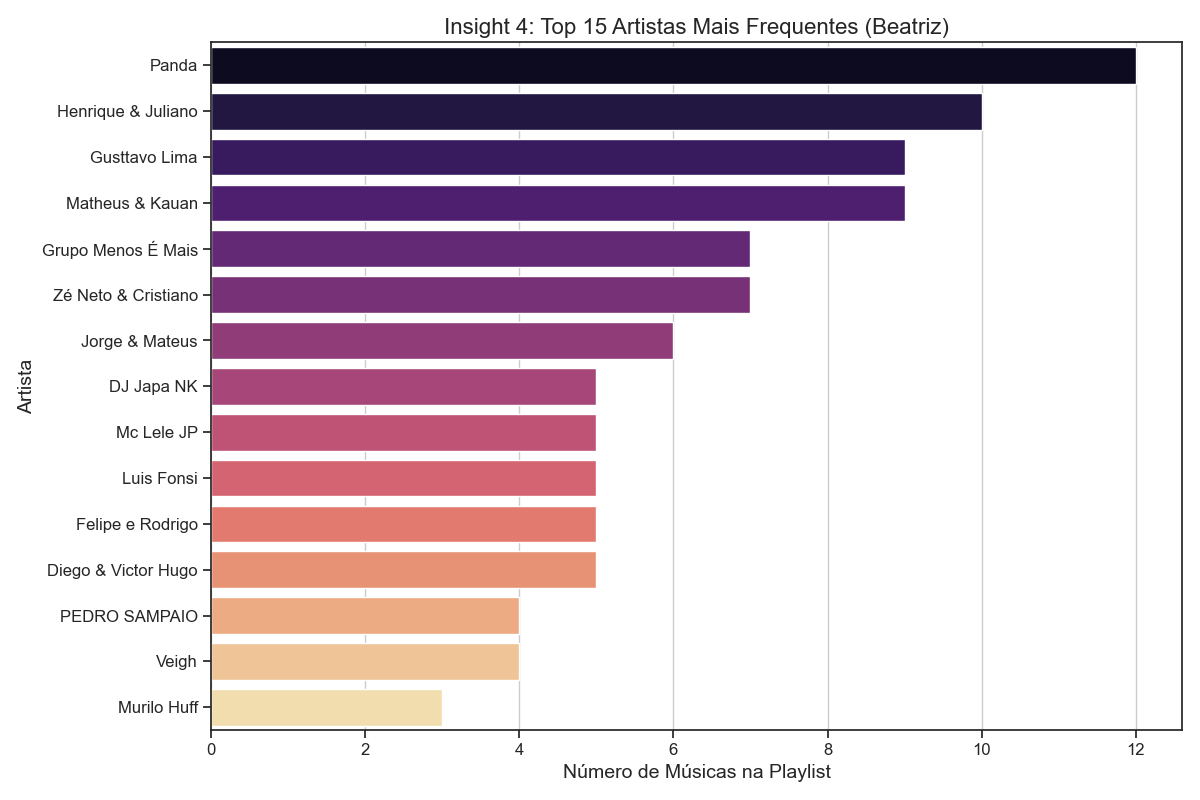 Insight 4: Top 15 Artistas Mais Frequentes (Beatriz)
Artista
Panda
Henrique & Juliano
Gusttavo Lima
Matheus & Kauan
Grupo Menos É Mais
Zé Neto & Cristiano
Jorge & Mateus
DJ Japa NK
Mc Lele JP
Luis Fonsi
Felipe e Rodrigo
Diego & Victor Hugo
PEDRO SAMPAIO
Veigh
Murilo Huff
0 2 4 6 8 10 12
Número de Músicas na Playlist